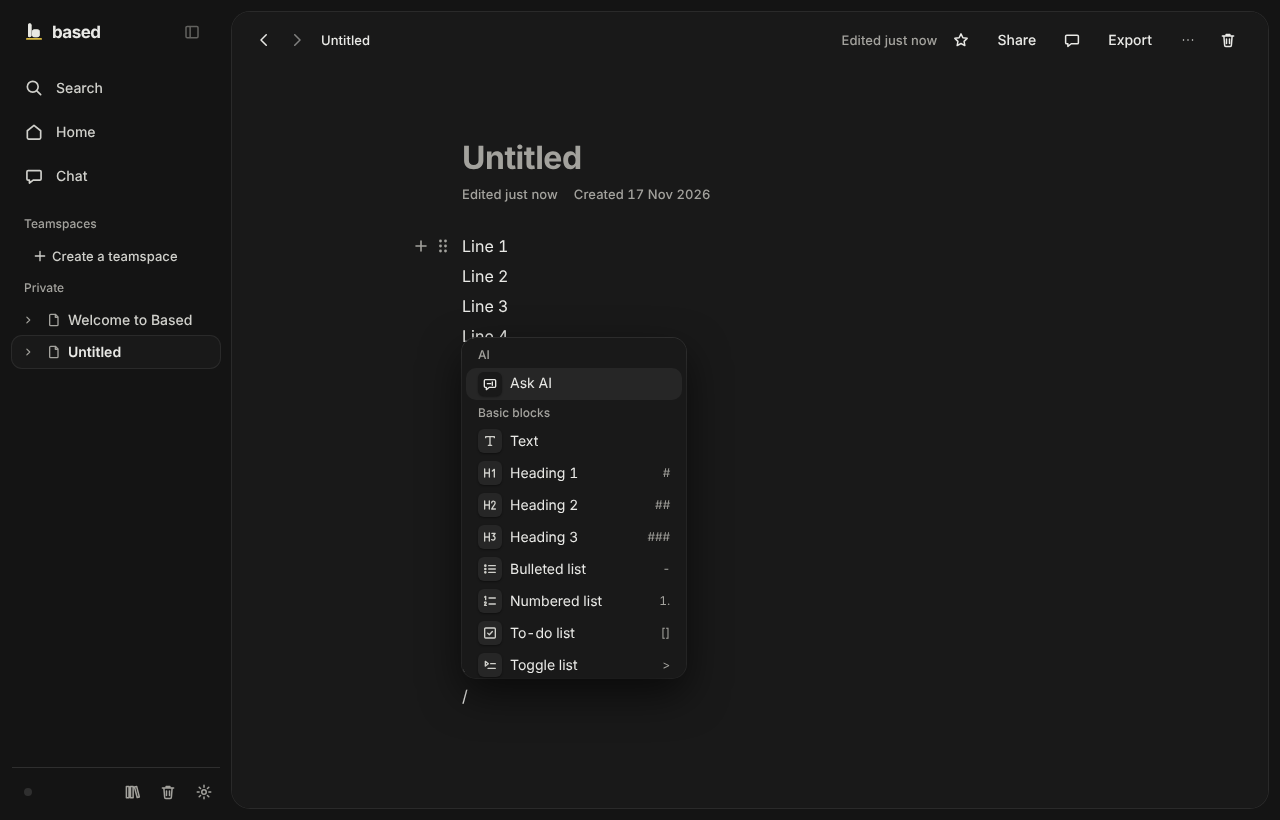 based
Untitled
Edited just now
Share
Export
Search
Home
Chat
Teamspaces
Create a teamspace
Private
Welcome to Based
Untitled
Untitled
Edited just now Created 17 Nov 2026
Line 1
Line 2
Line 3
Line 4
AI
Ask AI
Basic blocks
Text
Heading 1 #
Heading 2 ##
Heading 3 ###
Bulleted list -
Numbered list 1.
To-do list []
Toggle list >
/